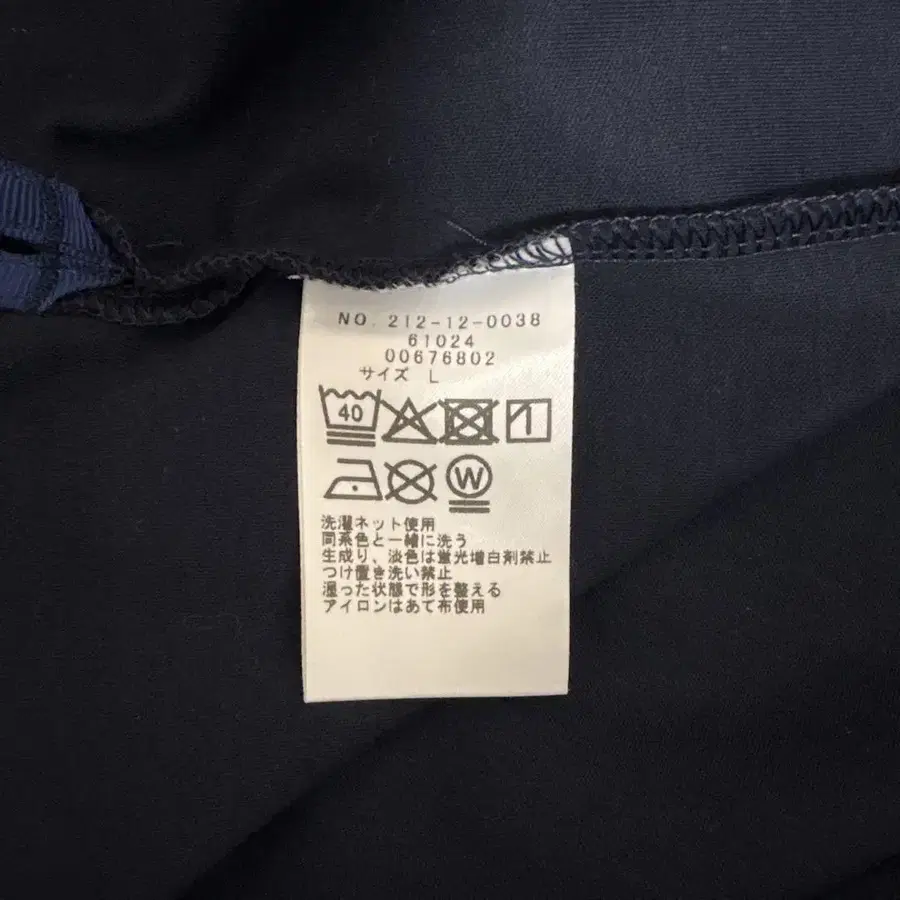 NO. 212-12-0038
61024
00676802
サイズ L
40
W
洗濯ネット使用
同系色と一緒に洗う
生成り、淡色は蛍光増白剤禁止
つけ置き洗い禁止
湿った状態で形を整える
アイロンはあて布使用